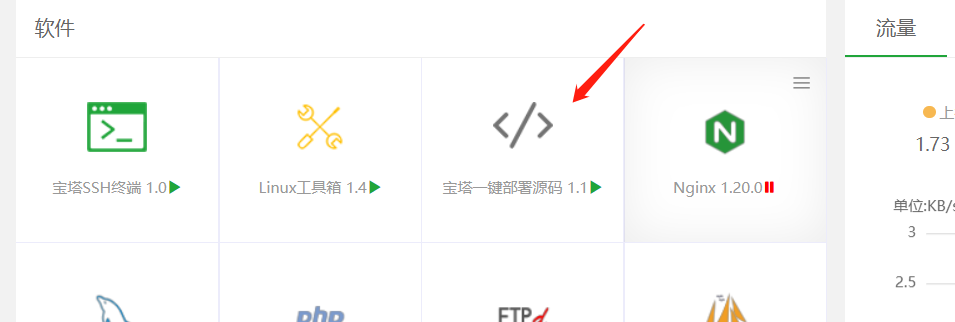 软件
流量
宝塔SSH终端 1.0
Linux工具箱 1.4
宝塔一键部署源码 1.1
Nginx 1.20.0
上
1.73
单位:KB/s
3
2.5
php
FTP